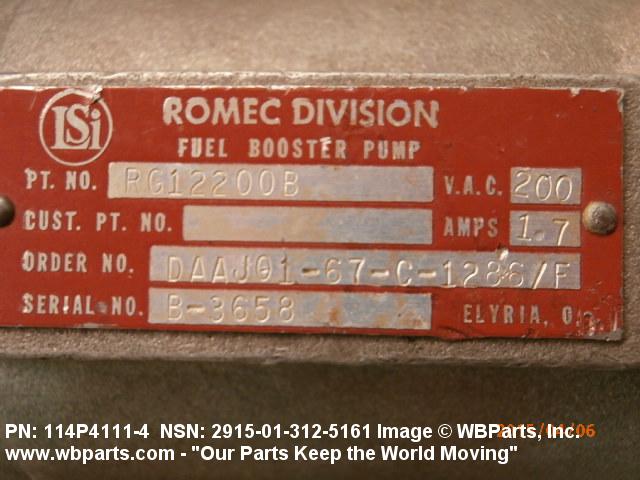 LSi
ROMEC DIVISION
FUEL BOOSTER PUMP
PT. NO. RG12200B V.A.C. 200
CUST. PT. NO. AMPS 1.7
ORDER NO. DAAJ01-67-C-1286/F
SERIAL NO. B-3658 ELYRIA, O.
PN: 114P4111-4 NSN: 2915-01-312-5161 Image © WBParts, Inc.
www.wbparts.com - "Our Parts Keep the World Moving"